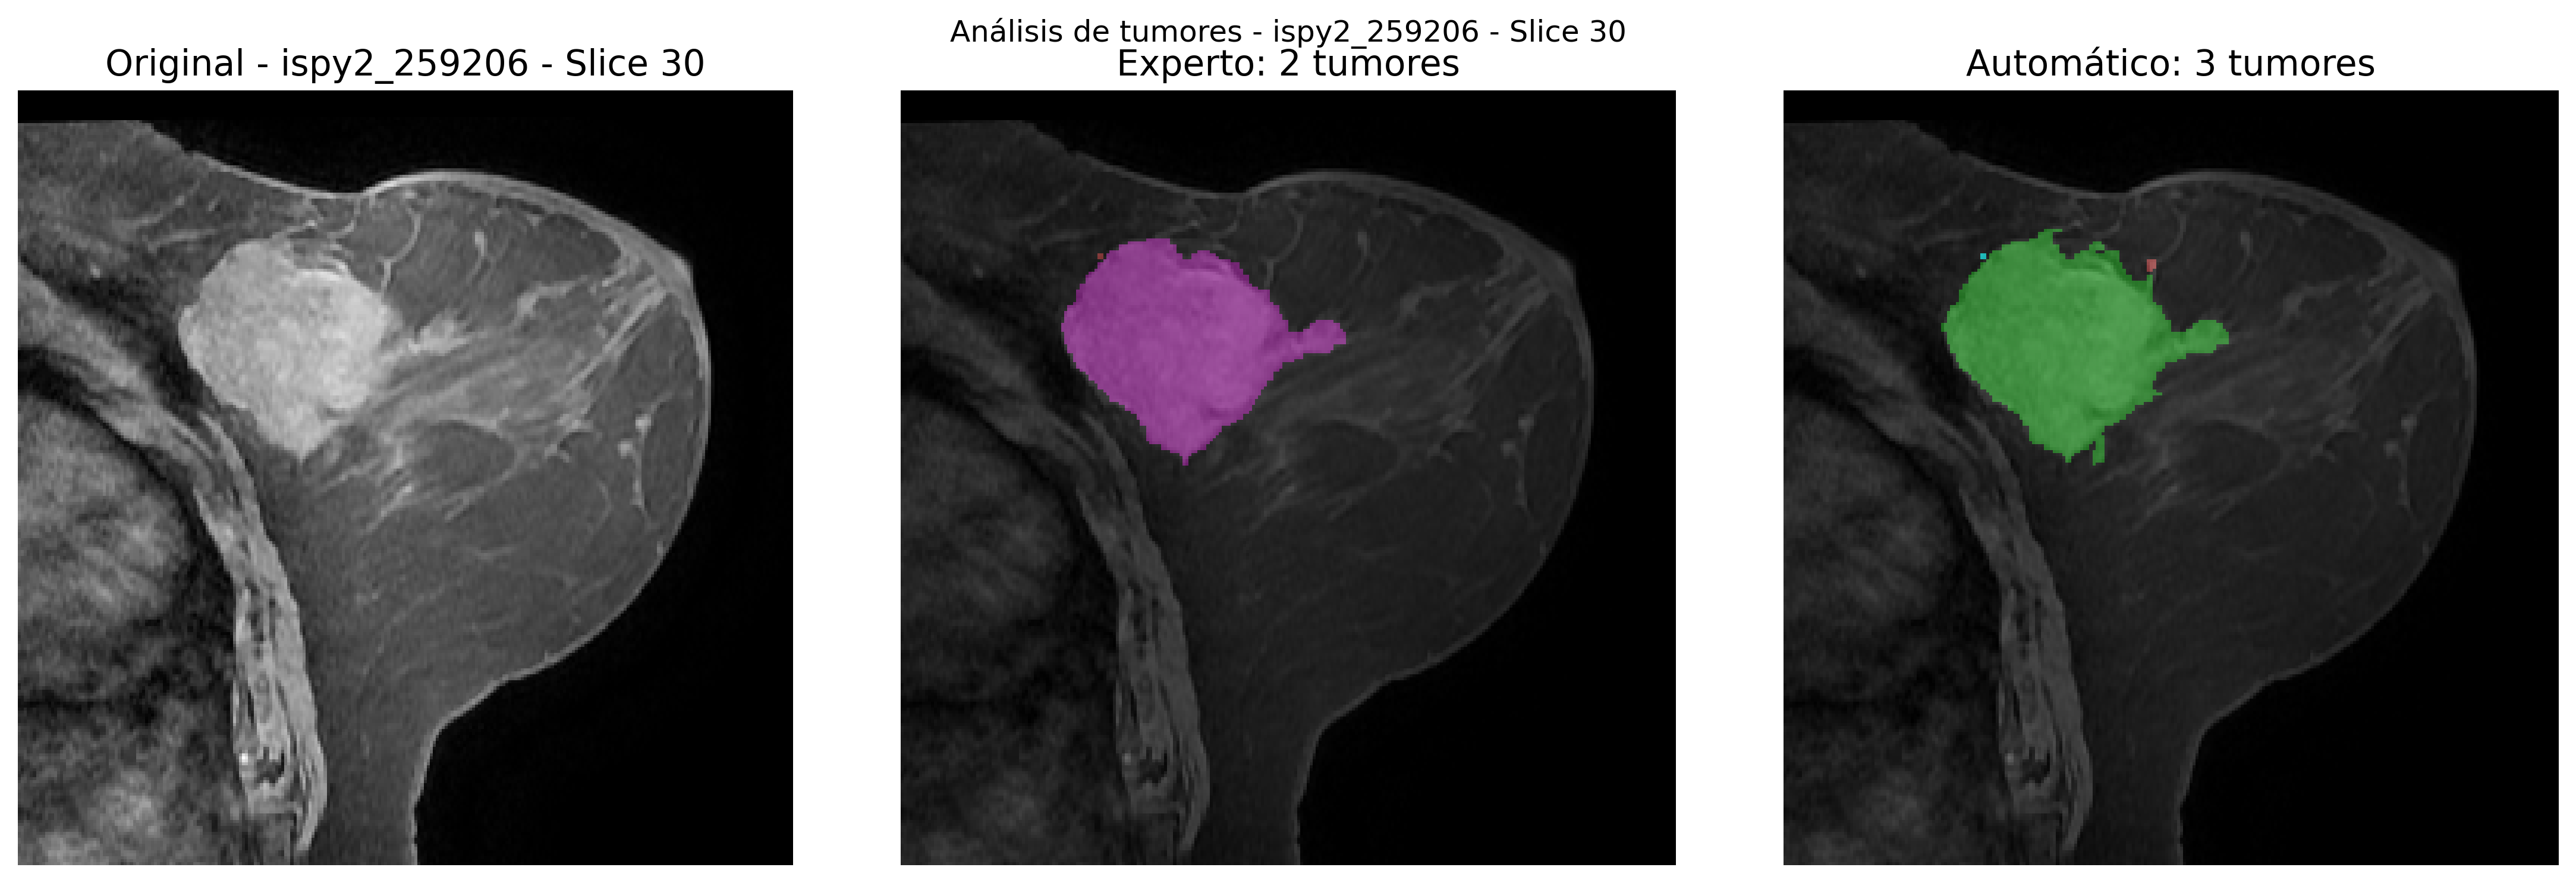 Análisis de tumores - ispy2_259206 - Slice 30
Original - ispy2_259206 - Slice 30
Experto: 2 tumores
Automático: 3 tumores